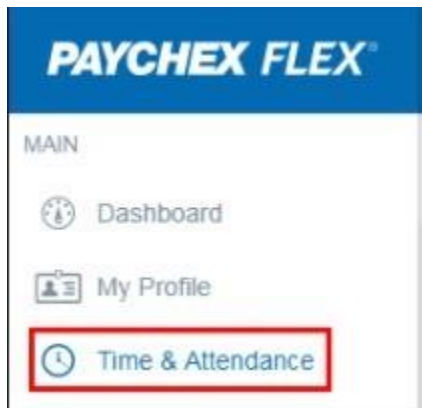 PAYCHEX FLEX®
MAIN
Dashboard
My Profile
Time & Attendance